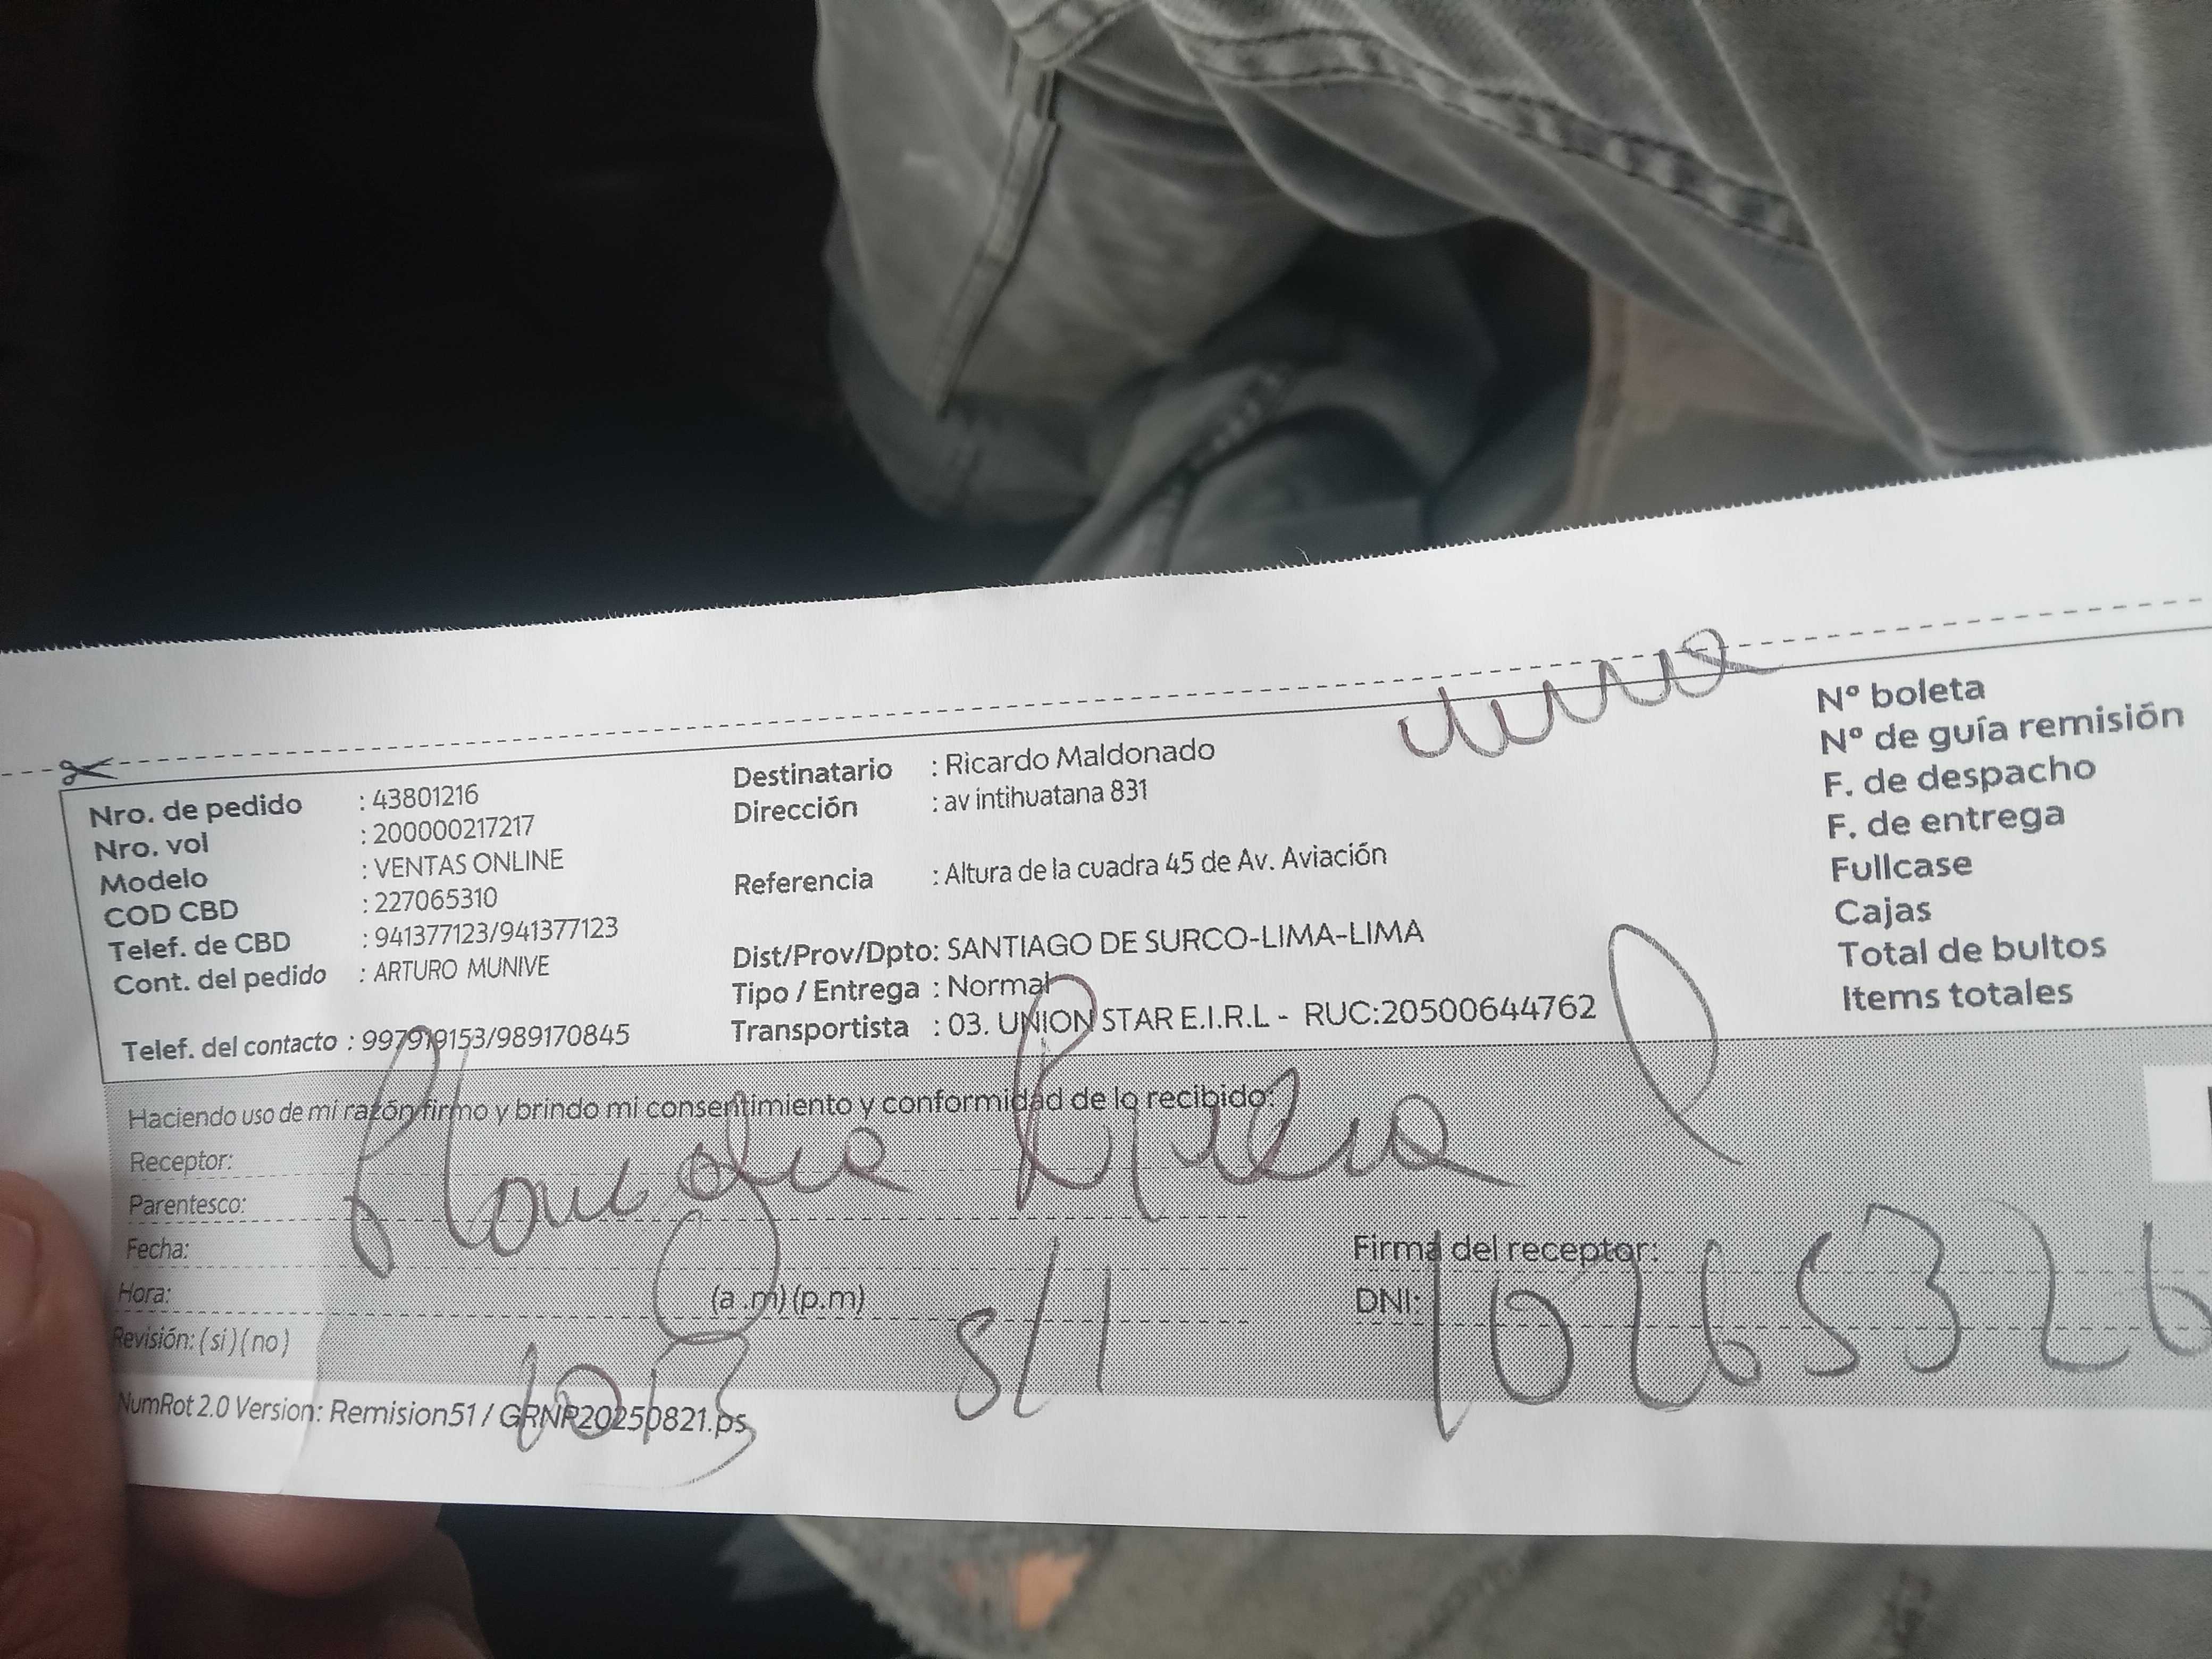 Nro. de pedido : 43801216
Nro. vol : 200000217217
Modelo : VENTAS ONLINE
COD CBD : 227065310
Telef. de CBD : 941377123/941377123
Cont. del pedido : ARTURO MUNIVE
Telef. del contacto : 997919153/989170845
Destinatario : Ricardo Maldonado
Dirección : av intihuatana 831
Referencia : Altura de la cuadra 45 de Av. Aviación
Dist/Prov/Dpto: SANTIAGO DE SURCO-LIMA-LIMA
Tipo / Entrega : Normal
Transportista : 03. UNION STAR E.I.R.L - RUC:20500644762
N° boleta
N° de guía remisión
F. de despacho
F. de entrega
Fullcase
Cajas
Total de bultos
Items totales
Haciendo uso de mi razón firmo y brindo mi consentimiento y conformidad de lo recibido:
Receptor:
Parentesco:
Fecha:
Hora: (a .m) (p.m) S/1
Revisión: (si) (no)
Firma del receptor:
DNI: 10265326
NumRot 2.0 Version: Remision51 / GRNP20250821.ps